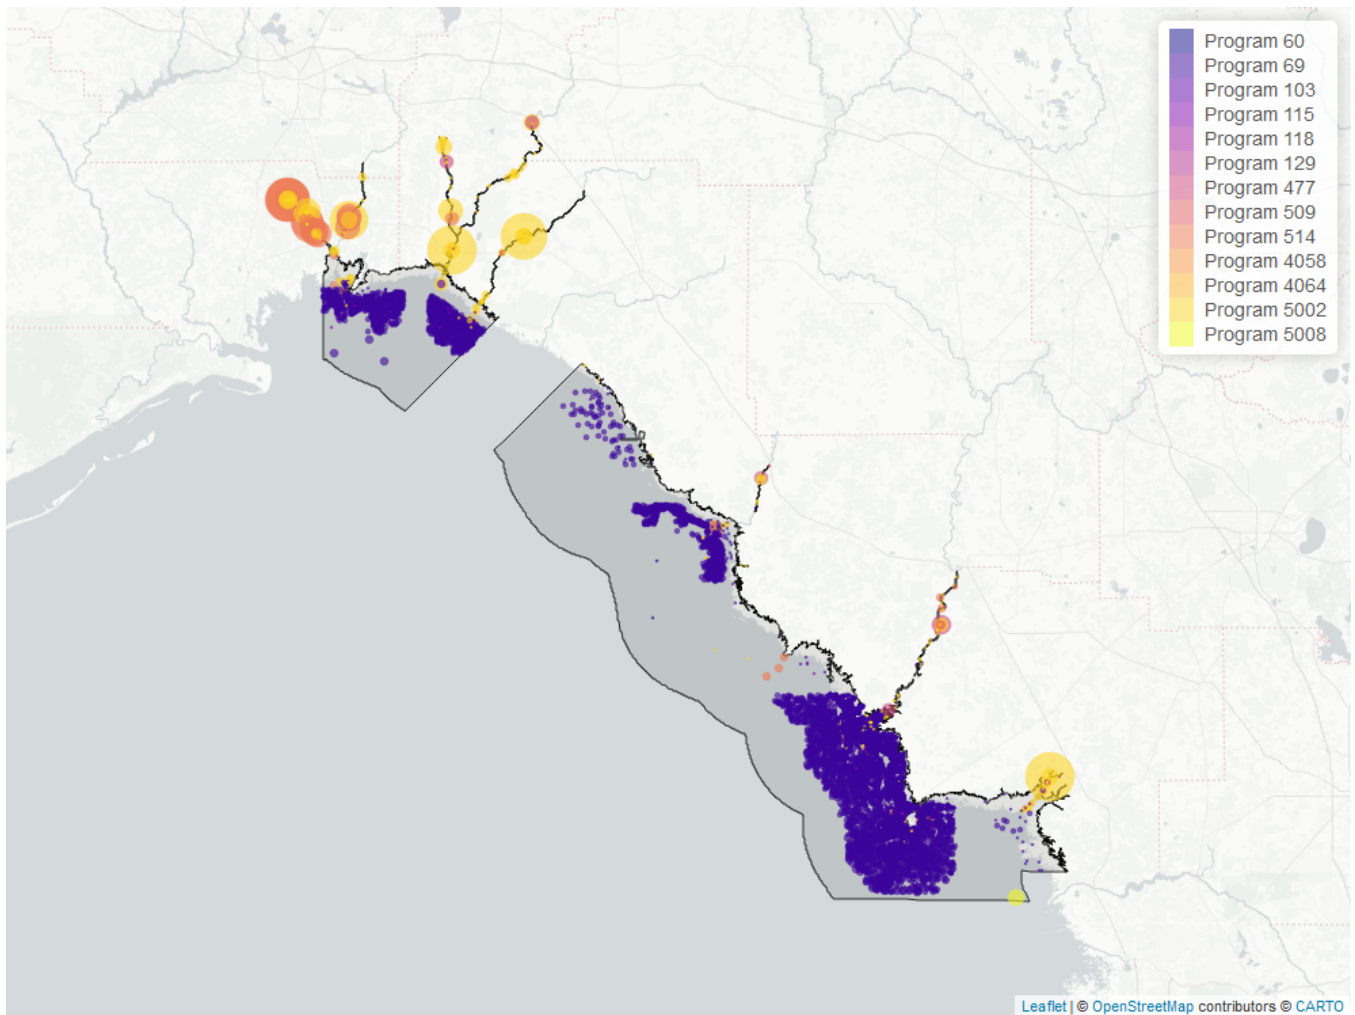 Program 60
Program 69
Program 103
Program 115
Program 118
Program 129
Program 477
Program 509
Program 514
Program 4058
Program 4064
Program 5002
Program 5008
Leaflet | © OpenStreetMap contributors © CARTO